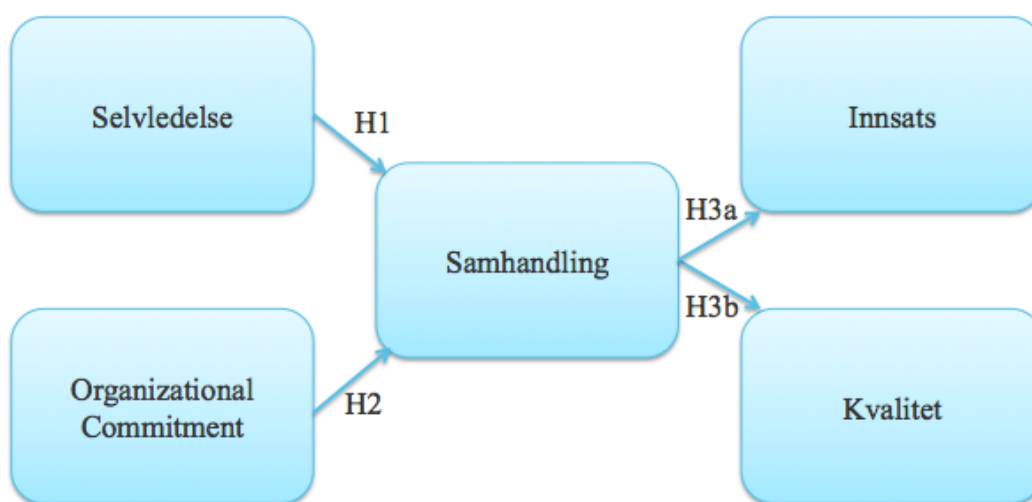 Selvledelse
H1
Innsats
Samhandling
H3a
H3b
Organizational
Commitment
H2
Kvalitet